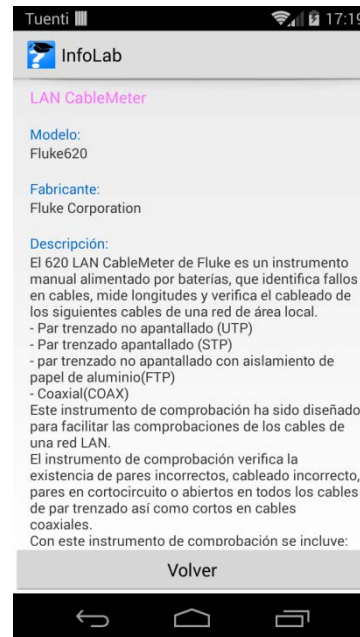 Tuenti 17:19
InfoLab
LAN CableMeter
Modelo:
Fluke620
Fabricante:
Fluke Corporation
Descripción:
El 620 LAN CableMeter de Fluke es un instrumento
manual alimentado por baterías, que identifica fallos
en cables, mide longitudes y verifica el cableado de
los siguientes cables de una red de área local.
- Par trenzado no apantallado (UTP)
- Par Trenzado apantallado (STP)
- par trenzado no apantallado con aislamiento de
papel de aluminio(FTP)
- Coaxial(COAX)
Este instrumento de comprobación ha sido diseñado
para facilitar las comprobaciones de los cables de
una red LAN.
El instrumento de comprobación verifica la
existencia de pares incorrectos, cableado incorrecto,
pares en cortocircuito o abiertos en todos los cables
de par trenzado así como cortos en cables
coaxiales.
Con este instrumento de comprobación se incluye:
Volver